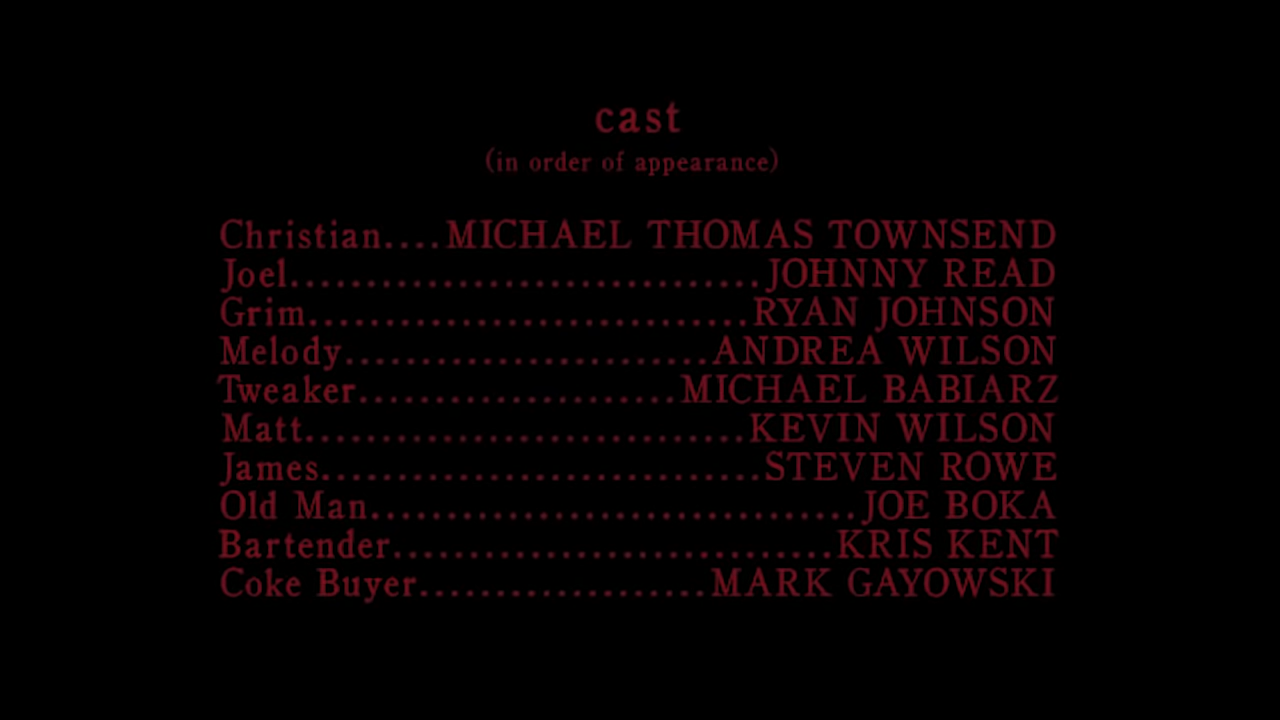 cast
(in order of appearance)
Christian....MICHAEL THOMAS TOWNSEND
Joel..............................JOHNNY READ
Grim............................RYAN JOHNSON
Melody.......................ANDREA WILSON
Tweaker....................MICHAEL BABIARZ
Matt............................KEVIN WILSON
James............................STEVEN ROWE
Old Man...............................JOE BOKA
Bartender............................KRIS KENT
Coke Buyer...................MARK GAYOWSKI